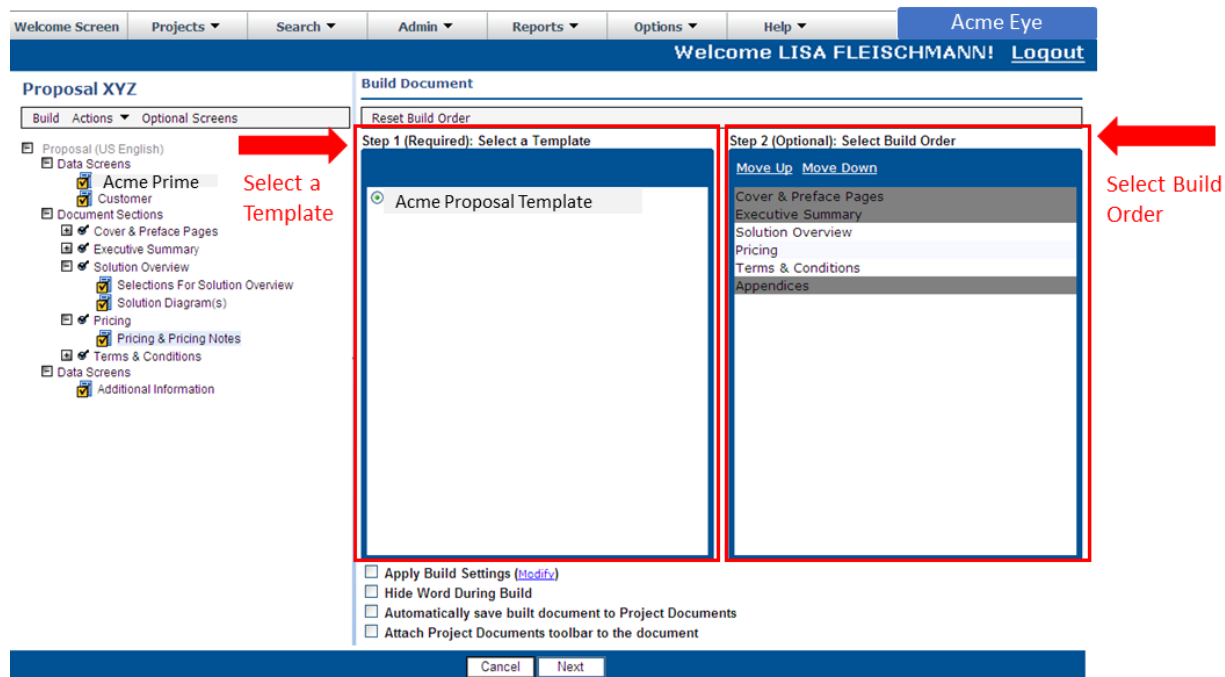 Welcome Screen Projects ▼ Search ▼ Admin ▼ Reports ▼ Options ▼ Help ▼ Acme Eye
Welcome LISA FLEISCHMANN! Logout
Proposal XYZ
Build Actions ▼ Optional Screens
Proposal (US English)
Data Screens
Acme Prime
Customer
Document Sections
Cover & Preface Pages
Executive Summary
Solution Overview
Selections For Solution Overview
Solution Diagram(s)
Pricing
Pricing & Pricing Notes
Terms & Conditions
Data Screens
Additional Information
Select a
Template
Build Document
Reset Build Order
Step 1 (Required): Select a Template
Acme Proposal Template
Step 2 (Optional): Select Build Order
Move Up Move Down
Cover & Preface Pages
Executive Summary
Solution Overview
Pricing
Terms & Conditions
Appendices
Select Build
Order
Apply Build Settings (Modify)
Hide Word During Build
Automatically save built document to Project Documents
Attach Project Documents toolbar to the document
Cancel Next